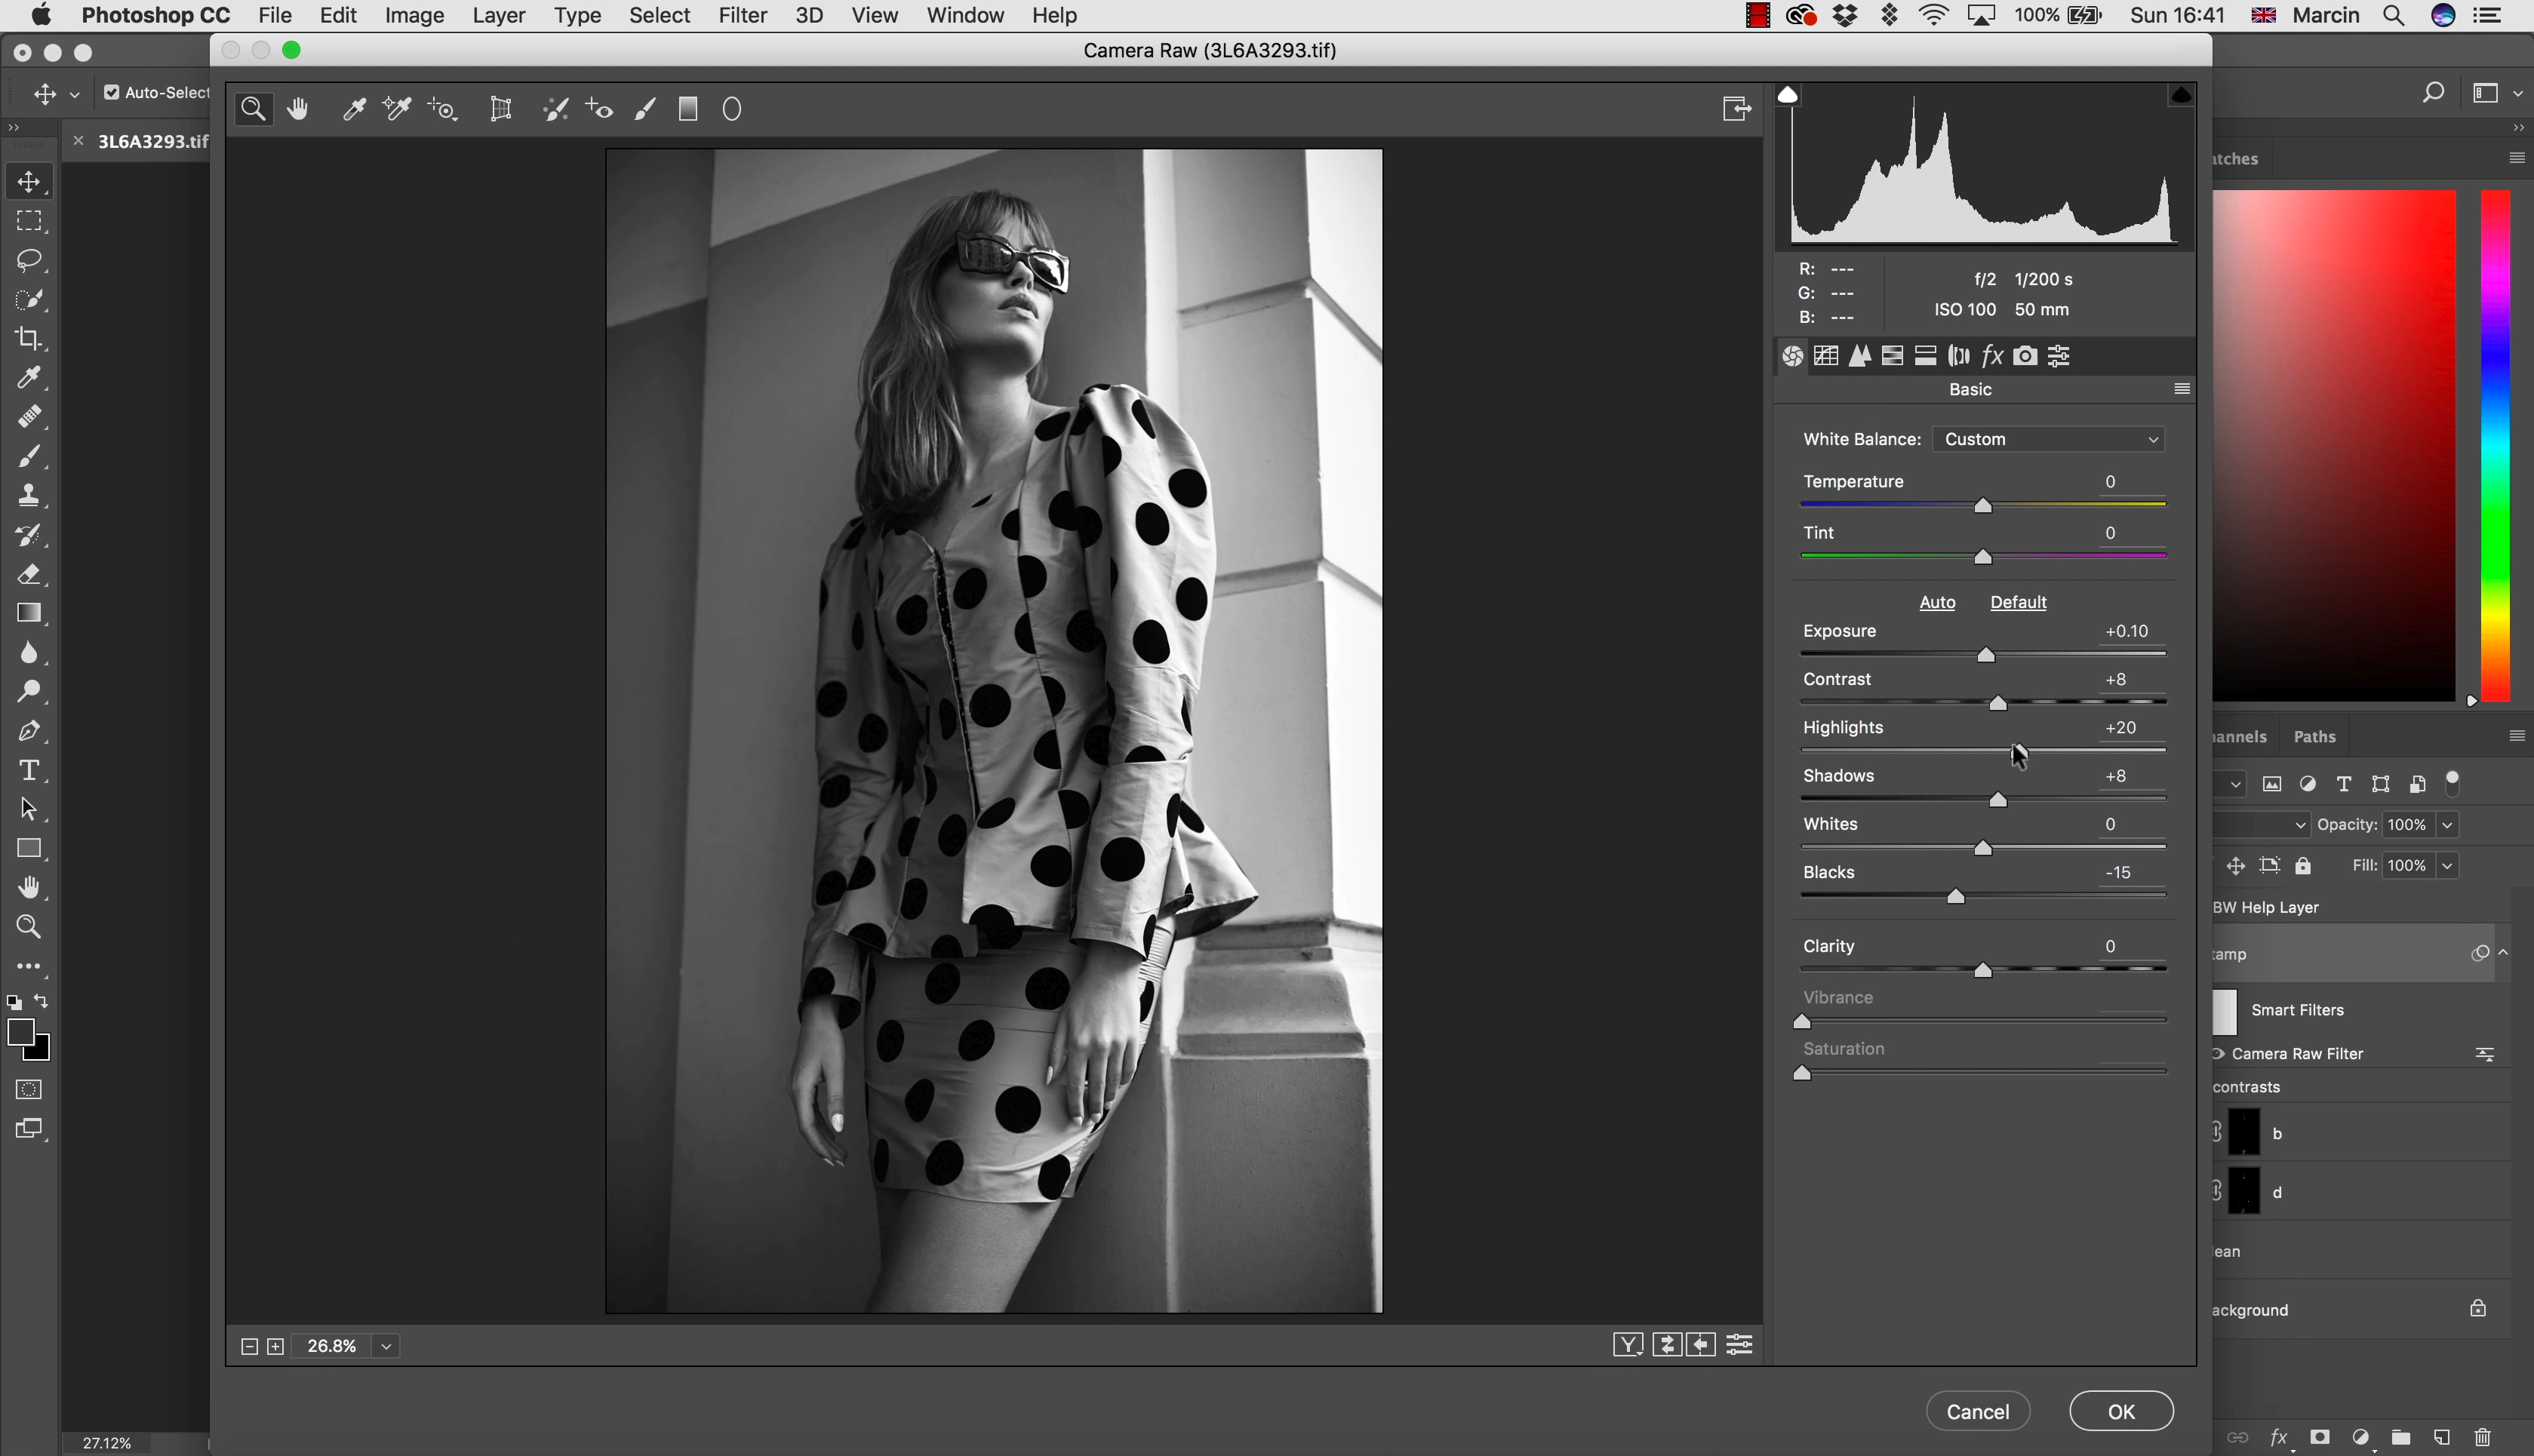 Photoshop CC File Edit Image Layer Type Select Filter 3D View Window Help 100% Sun 16:41 Marcin
Camera Raw (3L6A3293.tif)
Auto-Select
3L6A3293.tif
atches
R: ---
G: ---
B: ---
f/2 1/200 s
ISO 100 50 mm
fx
Basic
White Balance: Custom
Temperature 0
Tint 0
Auto Default
Exposure +0.10
Contrast +8
Highlights +20
Shadows +8
Whites 0
Blacks -15
Clarity 0
Vibrance
Saturation
hannels Paths
Opacity: 100%
Fill: 100%
BW Help Layer
tamp
Smart Filters
Camera Raw Filter
contrasts
b
d
lean
ackground
26.8%
Y
Cancel OK
27.12%
fx